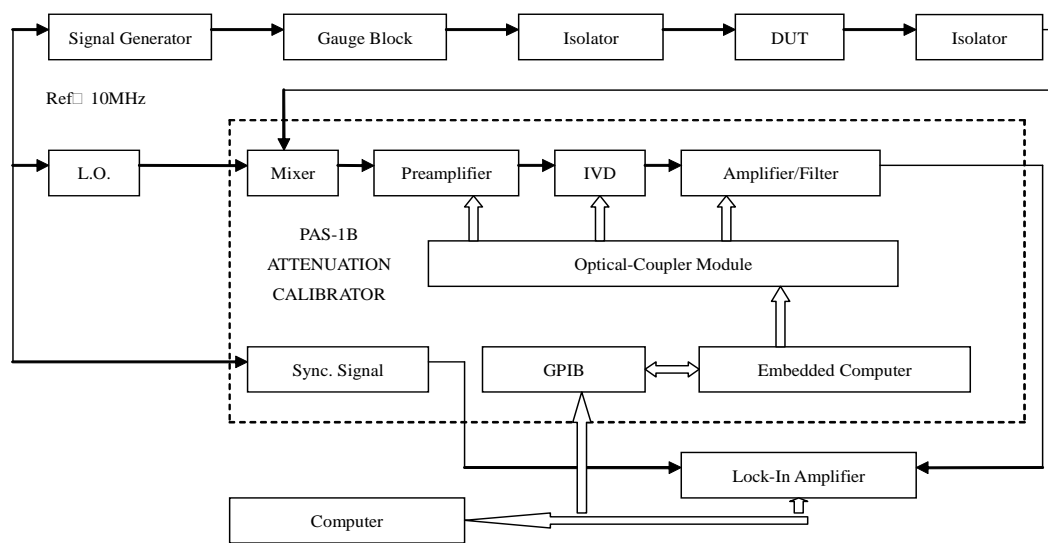 Signal Generator
Gauge Block
Isolator
DUT
Isolator
Ref□ 10MHz
L.O.
Mixer
Preamplifier
IVD
Amplifier/Filter
PAS-1B
ATTENUATION
CALIBRATOR
Optical-Coupler Module
Sync. Signal
GPIB
Embedded Computer
Lock-In Amplifier
Computer